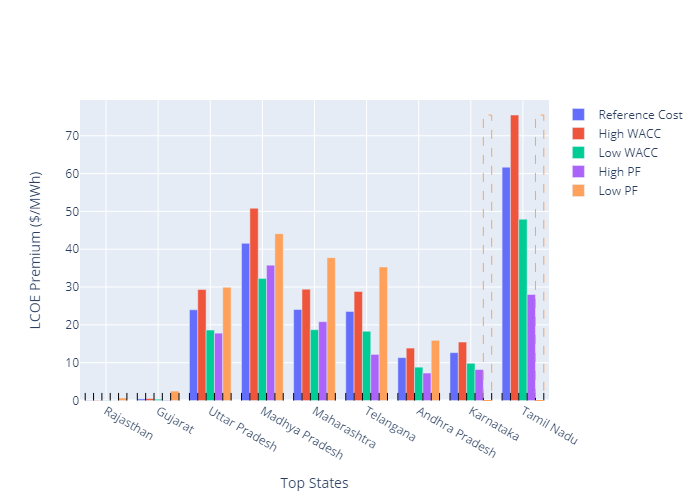 Reference Cost
High WACC
Low WACC
High PF
Low PF
LCOE Premium ($/MWh)
70
60
50
40
30
20
10
0
Rajasthan
Gujarat
Uttar Pradesh
Madhya Pradesh
Maharashtra
Telangana
Andhra Pradesh
Karnataka
Tamil Nadu
Top States